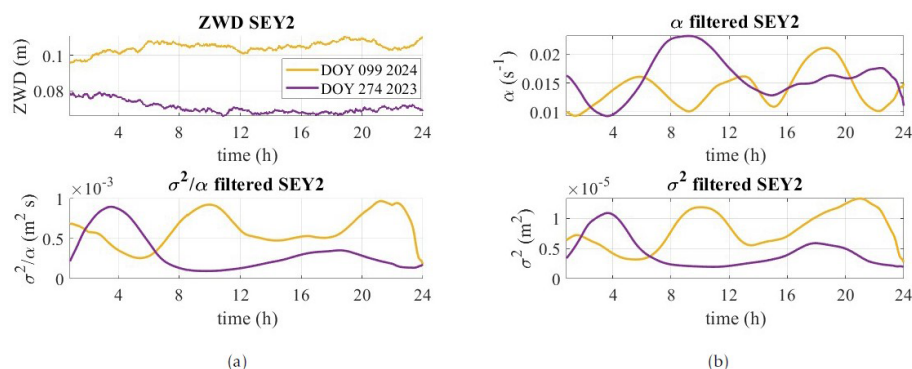 ZWD SEY2
ZWD (m)
0.1
0.08
DOY 099 2024
DOY 274 2023
4 8 12 16 20 24
time (h)
σ²/α filtered SEY2
×10⁻³
σ²/α (m² s)
1
0.5
0
4 8 12 16 20 24
time (h)
(a)
α filtered SEY2
α (s⁻¹)
0.02
0.015
0.01
4 8 12 16 20 24
time (h)
σ² filtered SEY2
×10⁻⁵
σ² (m²)
1
0.5
0
4 8 12 16 20 24
time (h)
(b)